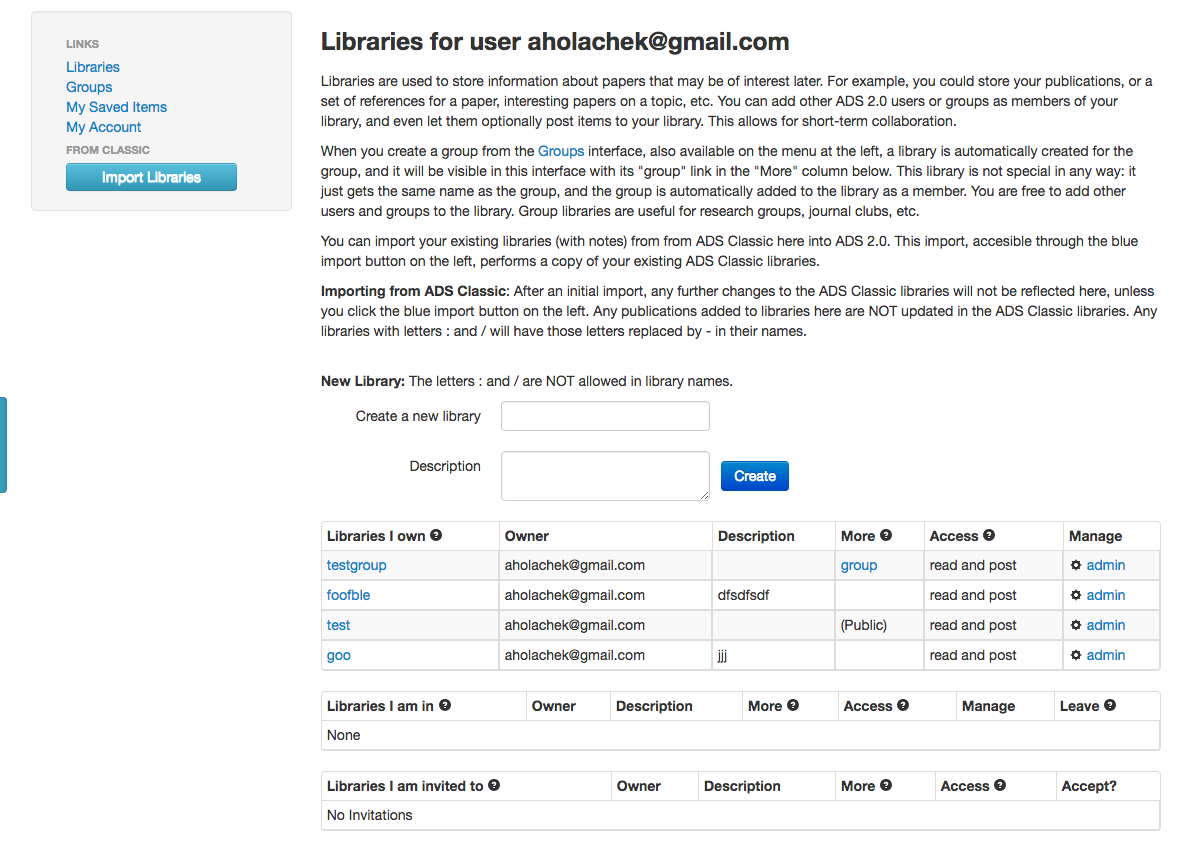 LINKS
Libraries
Groups
My Saved Items
My Account
FROM CLASSIC
Import Libraries
Libraries for user aholachek@gmail.com
Libraries are used to store information about papers that may be of interest later. For example, you could store your publications, or a
set of references for a paper, interesting papers on a topic, etc. You can add other ADS 2.0 users or groups as members of your
library, and even let them optionally post items to your library. This allows for short-term collaboration.
When you create a group from the Groups interface, also available on the menu at the left, a library is automatically created for the
group, and it will be visible in this interface with its "group" link in the "More" column below. This library is not special in any way: it
just gets the same name as the group, and the group is automatically added to the library as a member. You are free to add other
users and groups to the library. Group libraries are useful for research groups, journal clubs, etc.
You can import your existing libraries (with notes) from from ADS Classic here into ADS 2.0. This import, accesible through the blue
import button on the left, performs a copy of your existing ADS Classic libraries.
Importing from ADS Classic: After an initial import, any further changes to the ADS Classic libraries will not be reflected here, unless
you click the blue import button on the left. Any publications added to libraries here are NOT updated in the ADS Classic libraries. Any
libraries with letters : and / will have those letters replaced by - in their names.
New Library: The letters : and / are NOT allowed in library names.
Create a new library
Description
Create
Libraries I own ? Owner Description More ? Access ? Manage
testgroup aholachek@gmail.com group read and post admin
foofble aholachek@gmail.com dfsdfsdf read and post admin
test aholachek@gmail.com (Public) read and post admin
goo aholachek@gmail.com jjj read and post admin
Libraries I am in ? Owner Description More ? Access ? Manage Leave ?
None
Libraries I am invited to ? Owner Description More ? Access ? Accept?
No Invitations